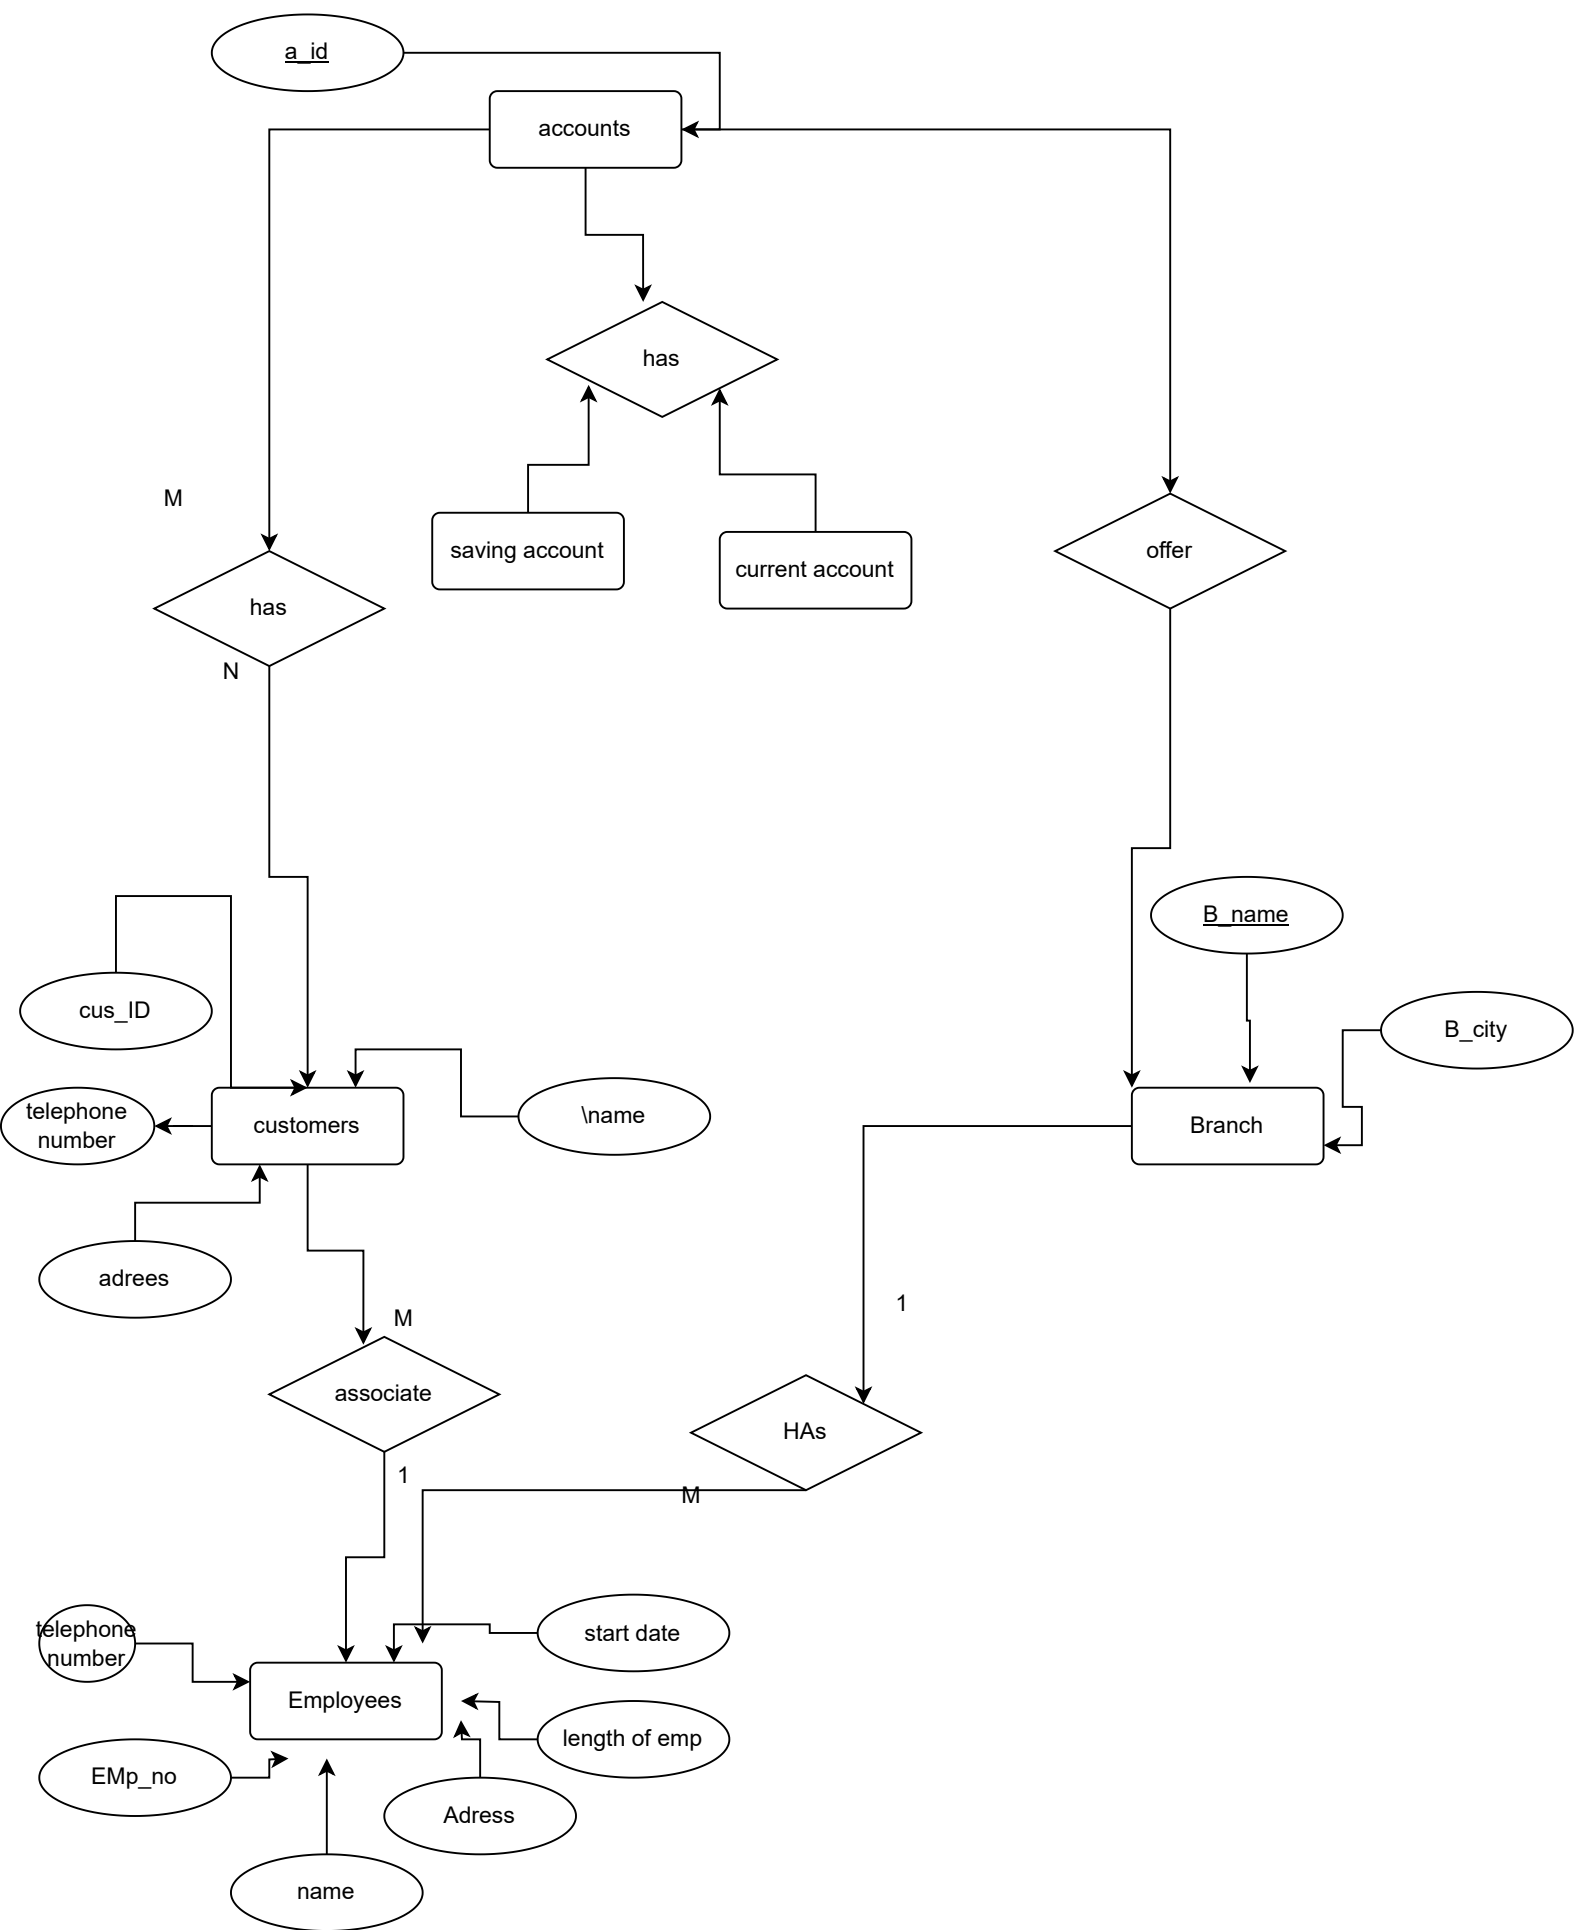 a_id
accounts
has
M
saving account
current account
offer
has
N
B_name
cus_ID
B_city
telephone
number
customers
\name
Branch
adrees
M
1
associate
HAs
1
M
telephone
number
start date
Employees
length of emp
EMp_no
Adress
name